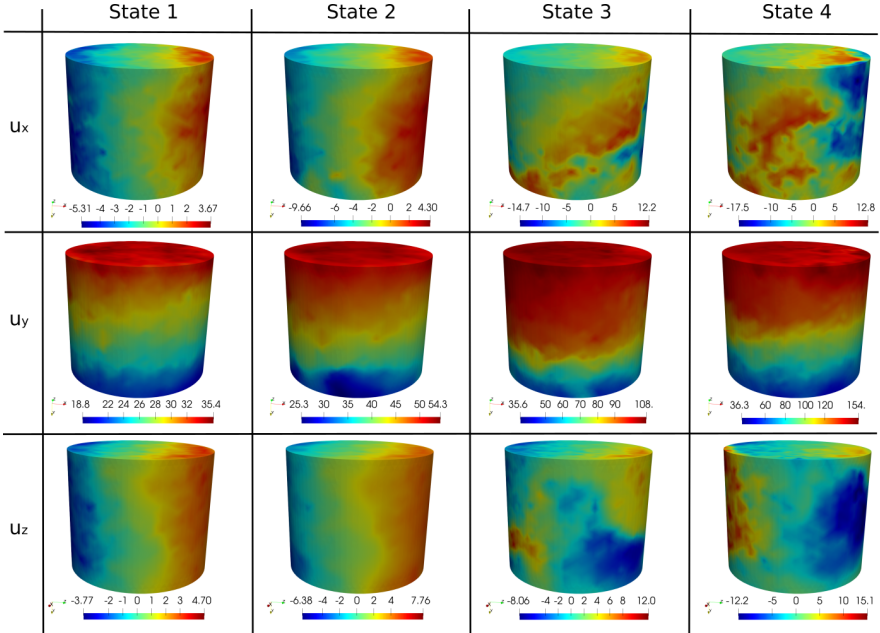 State 1 State 2 State 3 State 4
ux
-5.31 -4 -3 -2 -1 0 1 2 3.67
-9.66 -6 -4 -2 0 2 4.30
-14.7 -10 -5 0 5 12.2
-17.5 -10 -5 0 5 12.8
uy
18.8 22 24 26 28 30 32 35.4
25.3 30 35 40 45 50 54.3
35.6 50 60 70 80 90 108.
36.3 60 80 100 120 154.
uz
-3.77 -2 -1 0 1 2 3 4.70
-6.38 -4 -2 0 2 4 7.76
-8.06 -4 -2 0 2 4 6 8 12.0
-12.2 -5 0 5 10 15.1